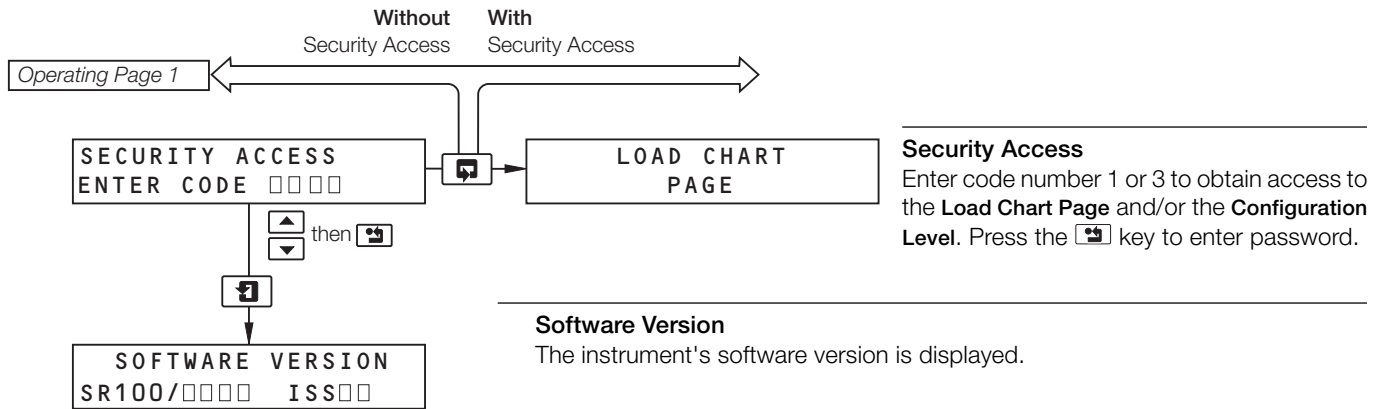 Without With
Security Access Security Access
Operating Page 1
SECURITY ACCESS
ENTER CODE □□□□
LOAD CHART
PAGE
then
Security Access
Enter code number 1 or 3 to obtain access to
the Load Chart Page and/or the Configuration
Level. Press the key to enter password.
Software Version
The instrument's software version is displayed.
SOFTWARE VERSION
SR100/□□□□ ISS□□